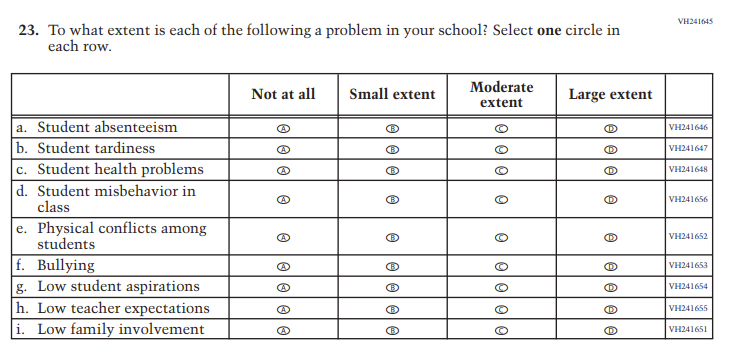 VH241645
23. To what extent is each of the following a problem in your school? Select one circle in
each row.
Not at all Small extent Moderate extent Large extent
a. Student absenteeism A B C D VH241646
b. Student tardiness A B C D VH241647
c. Student health problems A B C D VH241648
d. Student misbehavior in
class A B C D VH241656
e. Physical conflicts among
students A B C D VH241652
f. Bullying A B C D VH241653
g. Low student aspirations A B C D VH241654
h. Low teacher expectations A B C D VH241655
i. Low family involvement A B C D VH241651